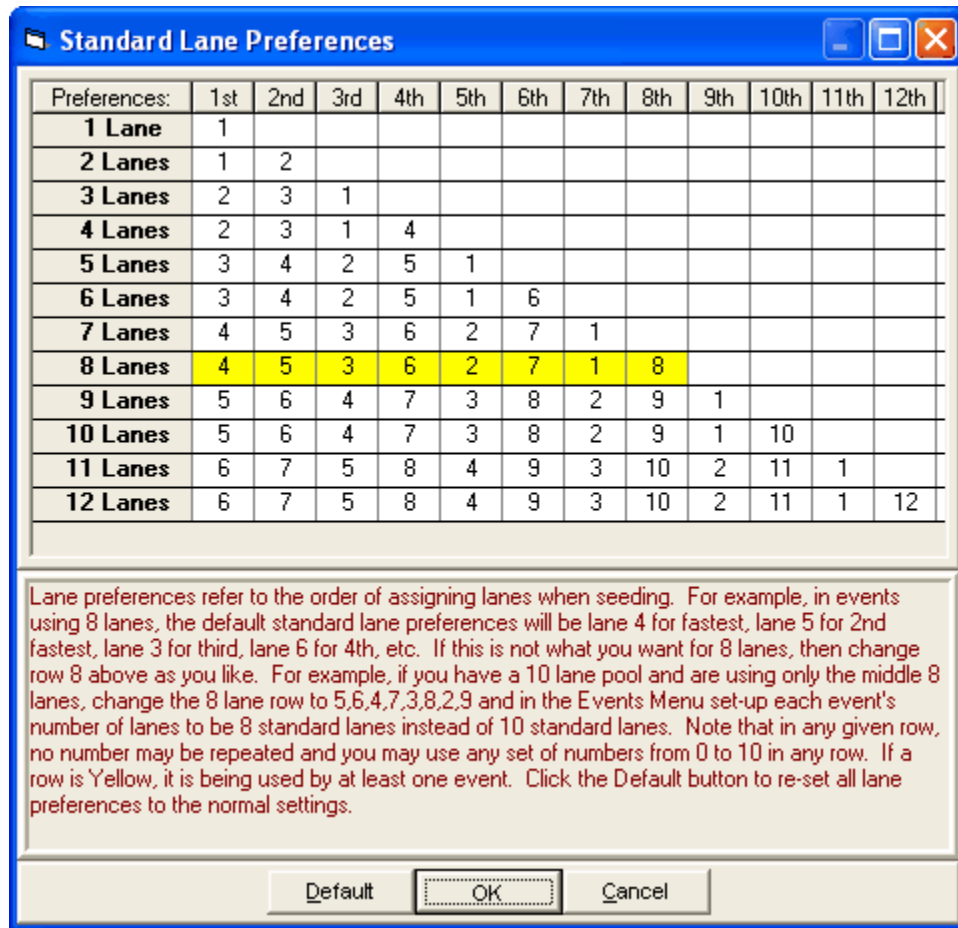 Standard Lane Preferences
Preferences: 1st 2nd 3rd 4th 5th 6th 7th 8th 9th 10th 11th 12th
1 Lane 1
2 Lanes 1 2
3 Lanes 2 3 1
4 Lanes 2 3 1 4
5 Lanes 3 4 2 5 1
6 Lanes 3 4 2 5 1 6
7 Lanes 4 5 3 6 2 7 1
8 Lanes 4 5 3 6 2 7 1 8
9 Lanes 5 6 4 7 3 8 2 9 1
10 Lanes 5 6 4 7 3 8 2 9 1 10
11 Lanes 6 7 5 8 4 9 3 10 2 11 1
12 Lanes 6 7 5 8 4 9 3 10 2 11 1 12
Lane preferences refer to the order of assigning lanes when seeding. For example, in events
using 8 lanes, the default standard lane preferences will be lane 4 for fastest, lane 5 for 2nd
fastest, lane 3 for third, lane 6 for 4th, etc. If this is not what you want for 8 lanes, then change
row 8 above as you like. For example, if you have a 10 lane pool and are using only the middle 8
lanes, change the 8 lane row to 5,6,4,7,3,8,2,9 and in the Events Menu set-up each event's
number of lanes to be 8 standard lanes instead of 10 standard lanes. Note that in any given row,
no number may be repeated and you may use any set of numbers from 0 to 10 in any row. If a
row is Yellow, it is being used by at least one event. Click the Default button to re-set all lane
preferences to the normal settings.
Default OK Cancel